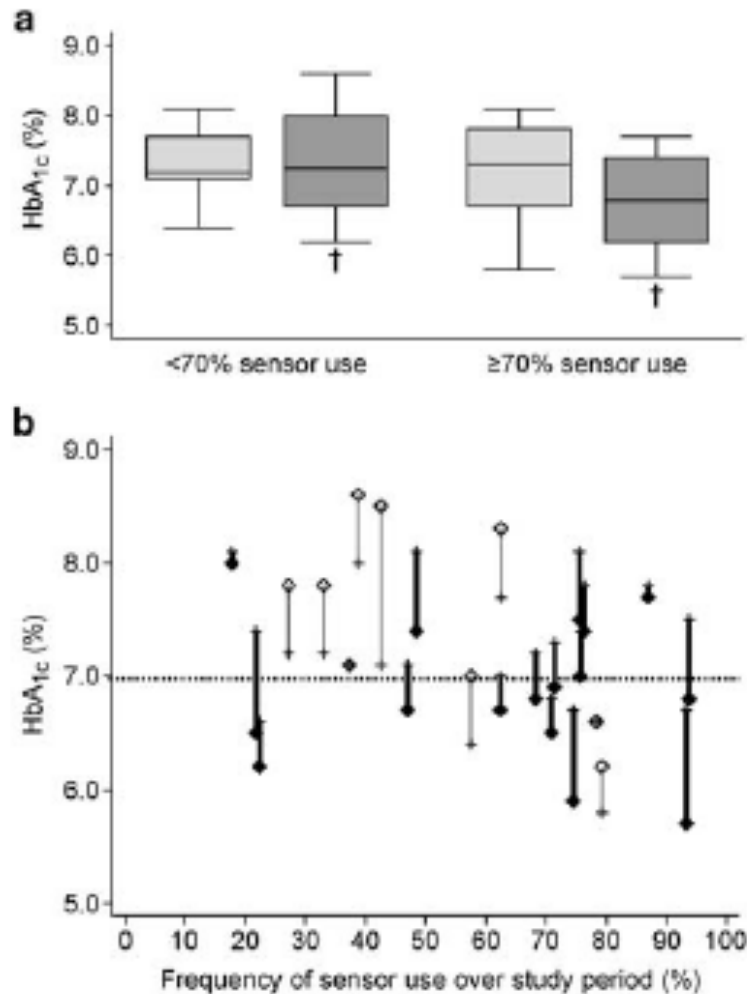 a
9.0
8.0
7.0
6.0
5.0
HbA1c (%)
† †
<70% sensor use ≥70% sensor use
b
9.0
8.0
7.0
6.0
5.0
HbA1c (%)
0 10 20 30 40 50 60 70 80 90 100
Frequency of sensor use over study period (%)